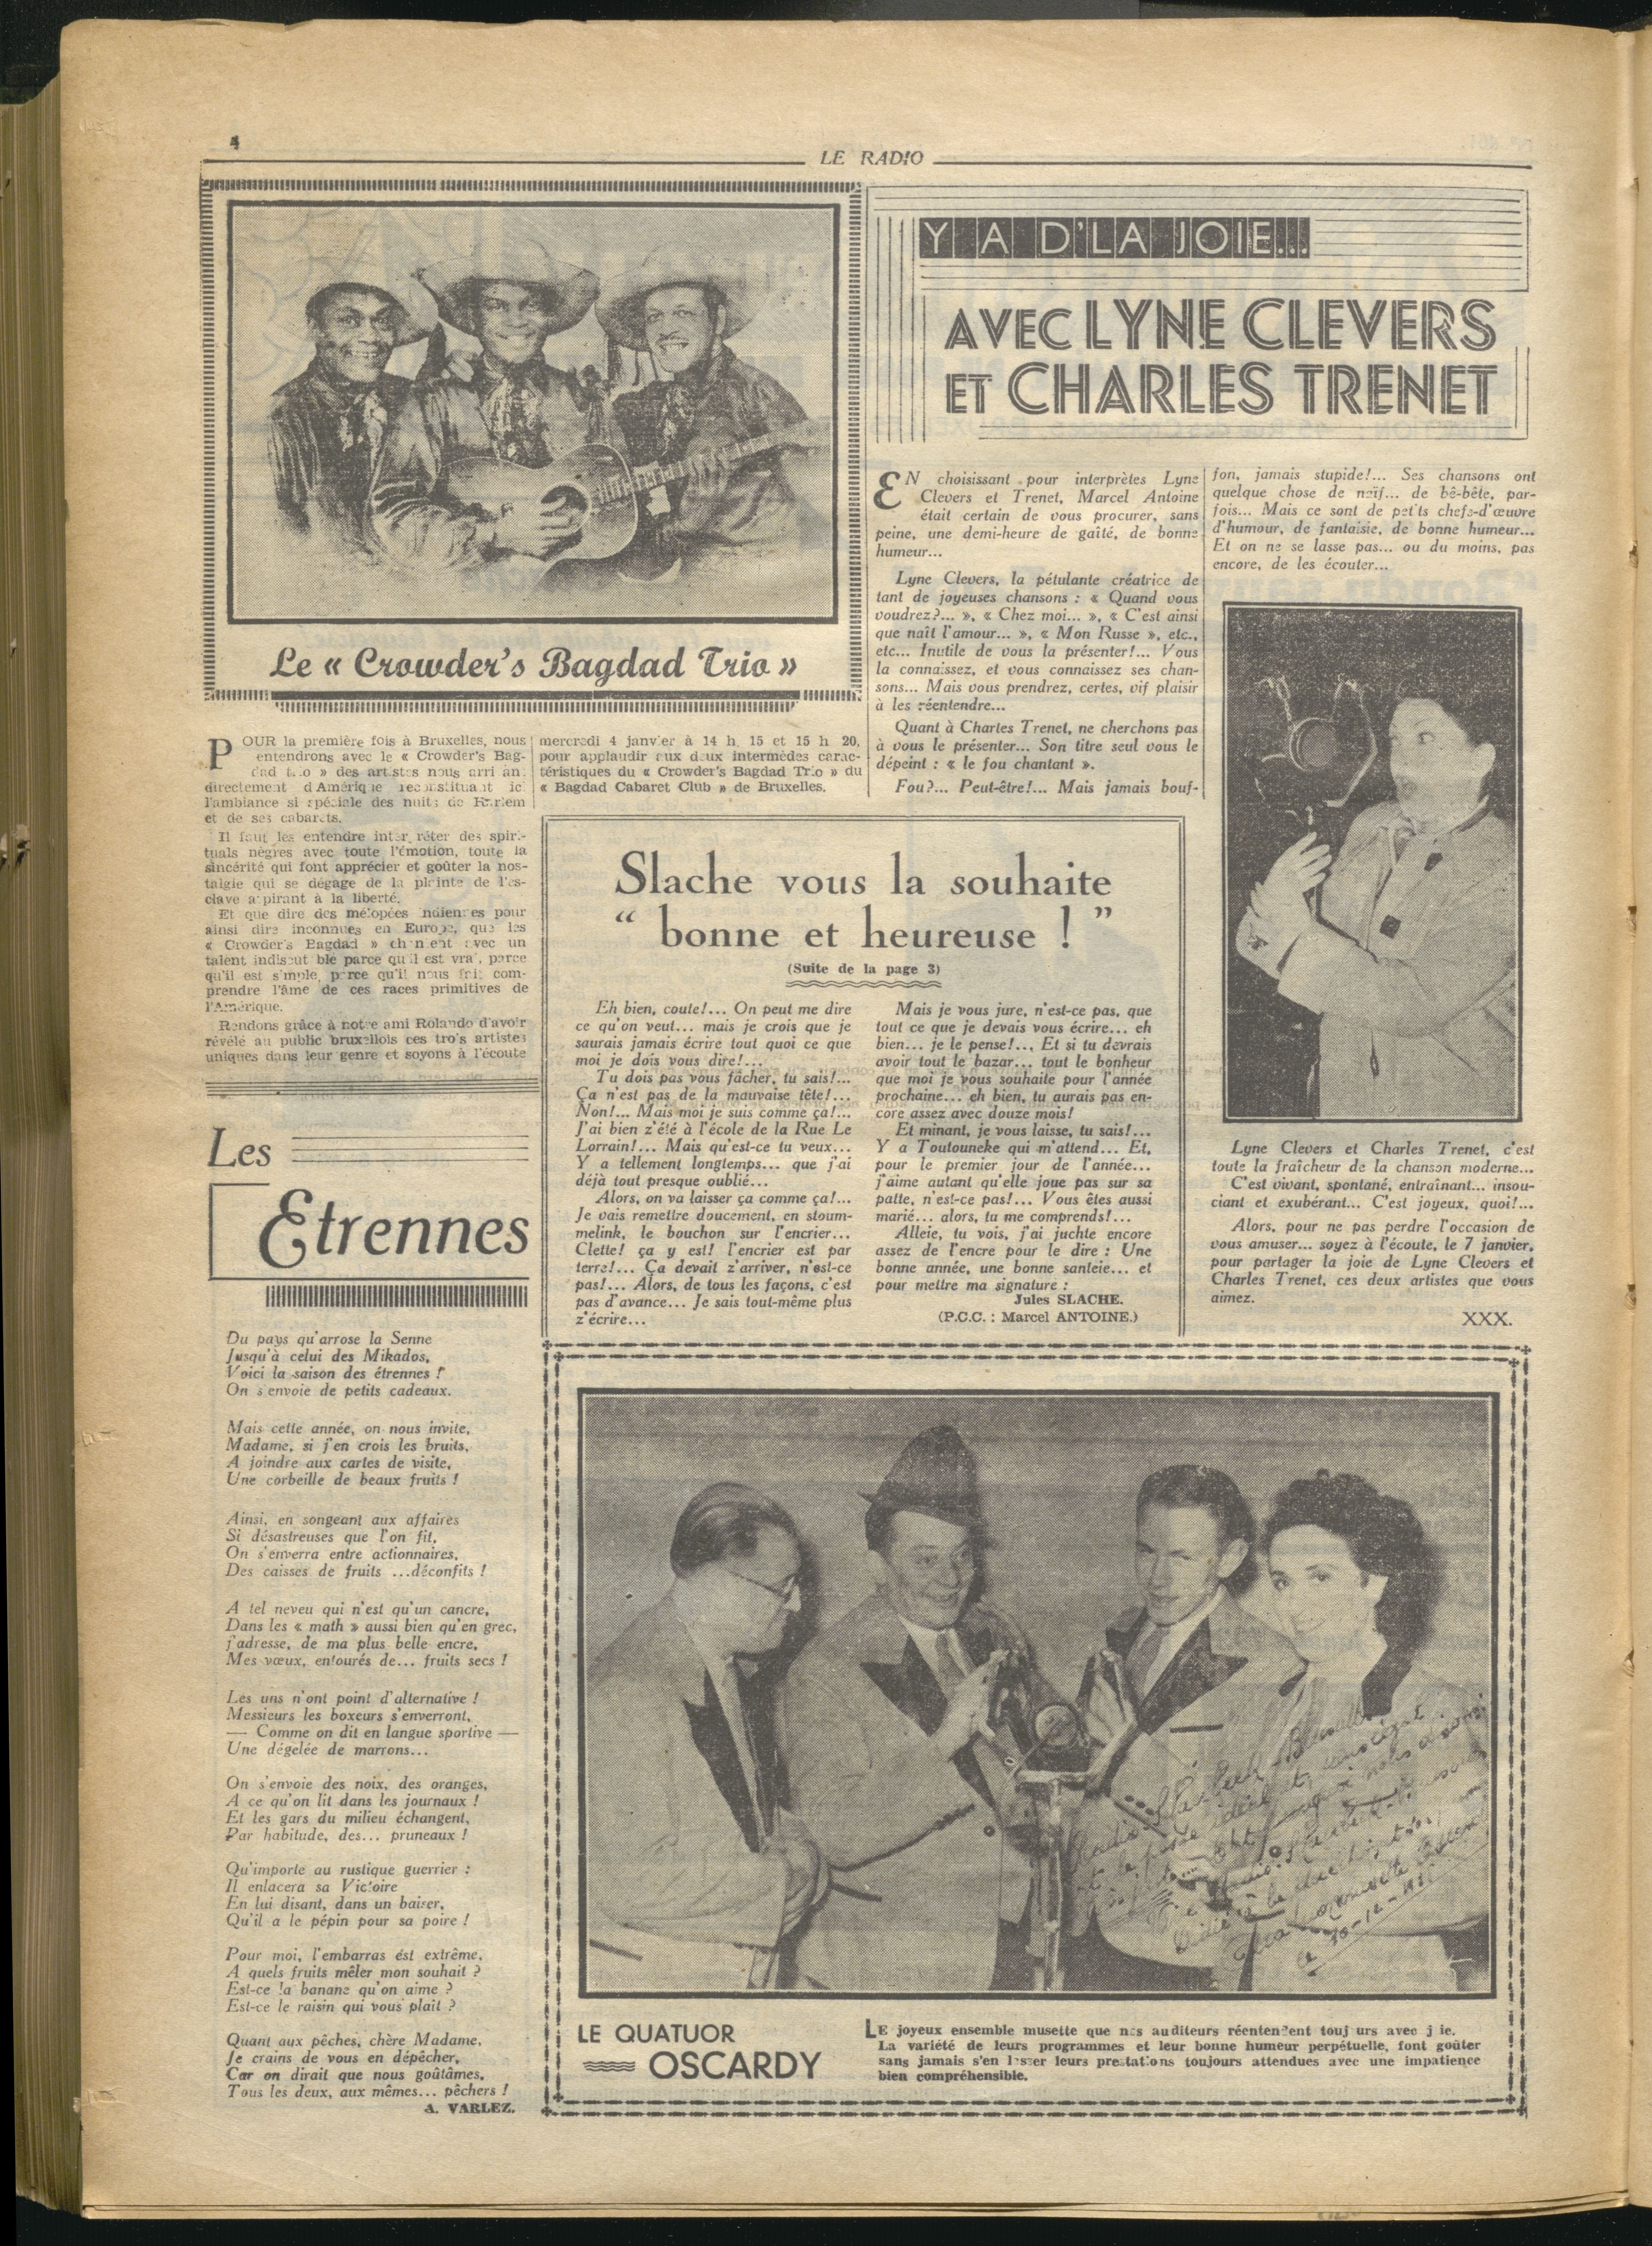 4
LE RADIO
Le « Crowder's Bagdad Trio »
POUR la première fois à Bruxelles, nous
entendrons avec le « Crowder's Bag-
dad trio » des artistes nous arrivant
directement d'Amérique reconstituant ici
l'ambiance si spéciale des nuits de Harlem
et de ses cabarets.
Il faut les entendre interpréter des spiri-
tuals nègres avec toute l'émotion, toute la
sincérité qui font apprécier et goûter la nos-
talgie qui se dégage de la plainte de l'es-
clave aspirant à la liberté.
Et que dire des mélopées indiennes pour
ainsi dire inconnues en Europe, que les
« Crowder's Bagdad » chantent avec un
talent indiscutable parce qu'il est vrai, parce
qu'il est simple, parce qu'il nous fait com-
prendre l'âme de ces races primitives de
l'Amérique.
Rendons grâce à notre ami Rolando d'avoir
révélé au public bruxellois ces trois artistes
uniques dans leur genre et soyons à l'écoute
mercredi 4 janvier à 14 h. 15 et 15 h 20,
pour applaudir aux deux intermèdes carac-
téristiques du « Crowder's Bagdad Trio » du
« Bagdad Cabaret Club » de Bruxelles.
Y A D'LA JOIE...
AVEC LYNE CLEVERS
ET CHARLES TRENET
EN choisissant pour interprètes Lyne
Clevers et Trenet, Marcel Antoine
était certain de vous procurer, sans
peine, une demi-heure de gaîté, de bonne
humeur...
Lyne Clevers, la pétulante créatrice de
tant de joyeuses chansons : « Quand vous
voudrez?... », « Chez moi... », « C'est ainsi
que naît l'amour... », « Mon Russe », etc.,
etc... Inutile de vous la présenter!... Vous
la connaissez, et vous connaissez ses chan-
sons... Mais vous prendrez, certes, vif plaisir
à les réentendre...
Quant à Charles Trenet, ne cherchons pas
à vous le présenter... Son titre seul vous le
dépeint : « le fou chantant ».
Fou?... Peut-être!... Mais jamais bouf-
fon, jamais stupide!... Ses chansons ont
quelque chose de naïf... de bê-bête, par-
fois... Mais ce sont de petits chefs-d'œuvre
d'humour, de fantaisie, de bonne humeur...
Et on ne se lasse pas... ou du moins, pas
encore, de les écouter...
Lyne Clevers et Charles Trenet, c'est
toute la fraîcheur de la chanson moderne...
C'est vivant, spontané, entraînant... insou-
ciant et exubérant... C'est joyeux, quoi!...
Alors, pour ne pas perdre l'occasion de
vous amuser... soyez à l'écoute, le 7 janvier,
pour partager la joie de Lyne Clevers et
Charles Trenet, ces deux artistes que vous
aimez.
XXX.
Slache vous la souhaite
“ bonne et heureuse ! ”
(Suite de la page 3)
Eh bien, coute!... On peut me dire
ce qu'on veut... mais je crois que je
saurais jamais écrire tout quoi ce que
moi je dois vous dire!...
Tu dois pas vous fâcher, tu sais!...
Ça n'est pas de la mauvaise tête!...
Non!... Mais moi je suis comme ça!...
J'ai bien z'été à l'école de la Rue Le
Lorrain!... Mais qu'est-ce tu veux...
Y a tellement longtemps... que j'ai
déjà tout presque oublié...
Alors, on va laisser ça comme ça!...
Je vais remettre doucement, en stoum-
melink, le bouchon sur l'encrier...
Clette! ça y est! l'encrier est par
terre!... Ça devait z'arriver, n'est-ce
pas!... Alors, de tous les façons, c'est
pas d'avance... Je sais tout-même plus
z'écrire...
Mais je vous jure, n'est-ce pas, que
tout ce que je devais vous écrire... eh
bien... je le pense!... Et si tu devrais
avoir tout le bazar... tout le bonheur
que moi je vous souhaite pour l'année
prochaine... eh bien, tu aurais pas en-
core assez avec douze mois!
Et minant, je vous laisse, tu sais!...
Y a Toutouneke qui m'attend... Et,
pour le premier jour de l'année...
j'aime autant qu'elle joue pas sur sa
patte, n'est-ce pas!... Vous êtes aussi
marié... alors, tu me comprends!...
Alleie, tu vois, j'ai juchte encore
assez de l'encre pour le dire : Une
bonne année, une bonne santeie... et
pour mettre ma signature :
Jules SLACHE.
(P.C.C. : Marcel ANTOINE.)
Les
Etrennes
Du pays qu'arrose la Senne
Jusqu'à celui des Mikados,
Voici la saison des étrennes !
On s'envoie de petits cadeaux.
Mais cette année, on nous invite,
Madame, si j'en crois les bruits,
A joindre aux cartes de visite,
Une corbeille de beaux fruits !
Ainsi, en songeant aux affaires
Si désastreuses que l'on fit,
On s'enverra entre actionnaires,
Des caisses de fruits ...déconfits !
A tel neveu qui n'est qu'un cancre,
Dans les « math » aussi bien qu'en grec,
j'adresse, de ma plus belle encre,
Mes vœux, entourés de... fruits secs !
Les uns n'ont point d'alternative !
Messieurs les boxeurs s'enverront,
— Comme on dit en langue sportive —
Une dégelée de marrons...
On s'envoie des noix, des oranges,
A ce qu'on lit dans les journaux !
Et les gars du milieu échangent,
Par habitude, des... pruneaux !
Qu'importe au rustique guerrier :
Il enlacera sa Victoire
En lui disant, dans un baiser,
Qu'il a le pépin pour sa poire !
Pour moi, l'embarras est extrême,
A quels fruits mêler mon souhait ?
Est-ce la banane qu'on aime ?
Est-ce le raisin qui vous plaît ?
Quant aux pêches, chère Madame,
Je crains de vous en dépêcher,
Car on dirait que nous goûtâmes,
Tous les deux, aux mêmes... pêchers !
A. VARLEZ.
LE QUATUOR
OSCARDY
LE joyeux ensemble musette que nos auditeurs réentendent toujours avec joie.
La variété de leurs programmes et leur bonne humeur perpétuelle, font goûter
sans jamais s'en lasser leurs prestations toujours attendues avec une impatience
bien compréhensible.